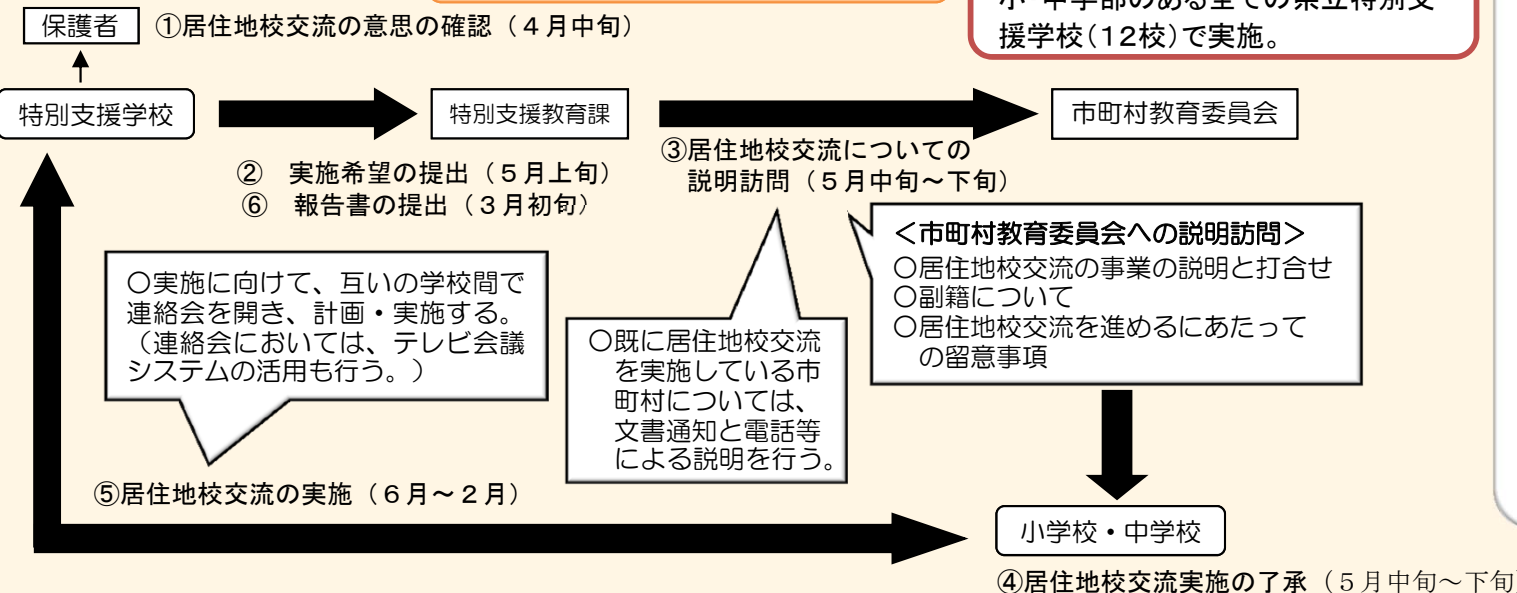 援学校(12校)で実施。
保護者
①居住地校交流の意思の確認(4月中旬)
特別支援学校
特別支援教育課
市町村教育委員会
② 実施希望の提出(5月上旬)
⑥ 報告書の提出(3月初旬)
③居住地校交流についての
説明訪問(5月中旬～下旬)
＜市町村教育委員会への説明訪問＞
○居住地校交流の事業の説明と打合せ
○副籍について
○居住地校交流を進めるにあたって
の留意事項
○実施に向けて、互いの学校間で
連絡会を開き、計画・実施する。
(連絡会においては、テレビ会議
システムの活用も行う。)
○既に居住地校交流
を実施している市
町村については、
文書通知と電話等
による説明を行う。
⑤居住地校交流の実施(6月～2月)
小学校・中学校
④居住地校交流実施の了承(5月中旬～下旬)